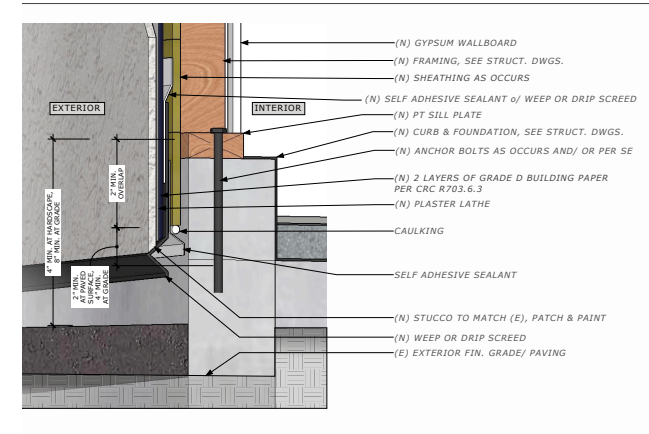 (N) GYPSUM WALLBOARD
(N) FRAMING, SEE STRUCT. DWGS.
(N) SHEATHING AS OCCURS
(N) SELF ADHESIVE SEALANT o/ WEEP OR DRIP SCREED
EXTERIOR
INTERIOR
(N) PT SILL PLATE
(N) CURB & FOUNDATION, SEE STRUCT. DWGS.
(N) ANCHOR BOLTS AS OCCURS AND/ OR PER SE
(N) 2 LAYERS OF GRADE D BUILDING PAPER
PER CRC R703.6.3
(N) PLASTER LATHE
CAULKING
SELF ADHESIVE SEALANT
(N) STUCCO TO MATCH (E), PATCH & PAINT
(N) WEEP OR DRIP SCREED
(E) EXTERIOR FIN. GRADE/ PAVING
4" MIN. AT HARDSCAPE,
8" MIN. AT GRADE
2" MIN.
OVERLAP
2" MIN.
AT PAVED
SURFACE,
4" MIN.
AT GRADE